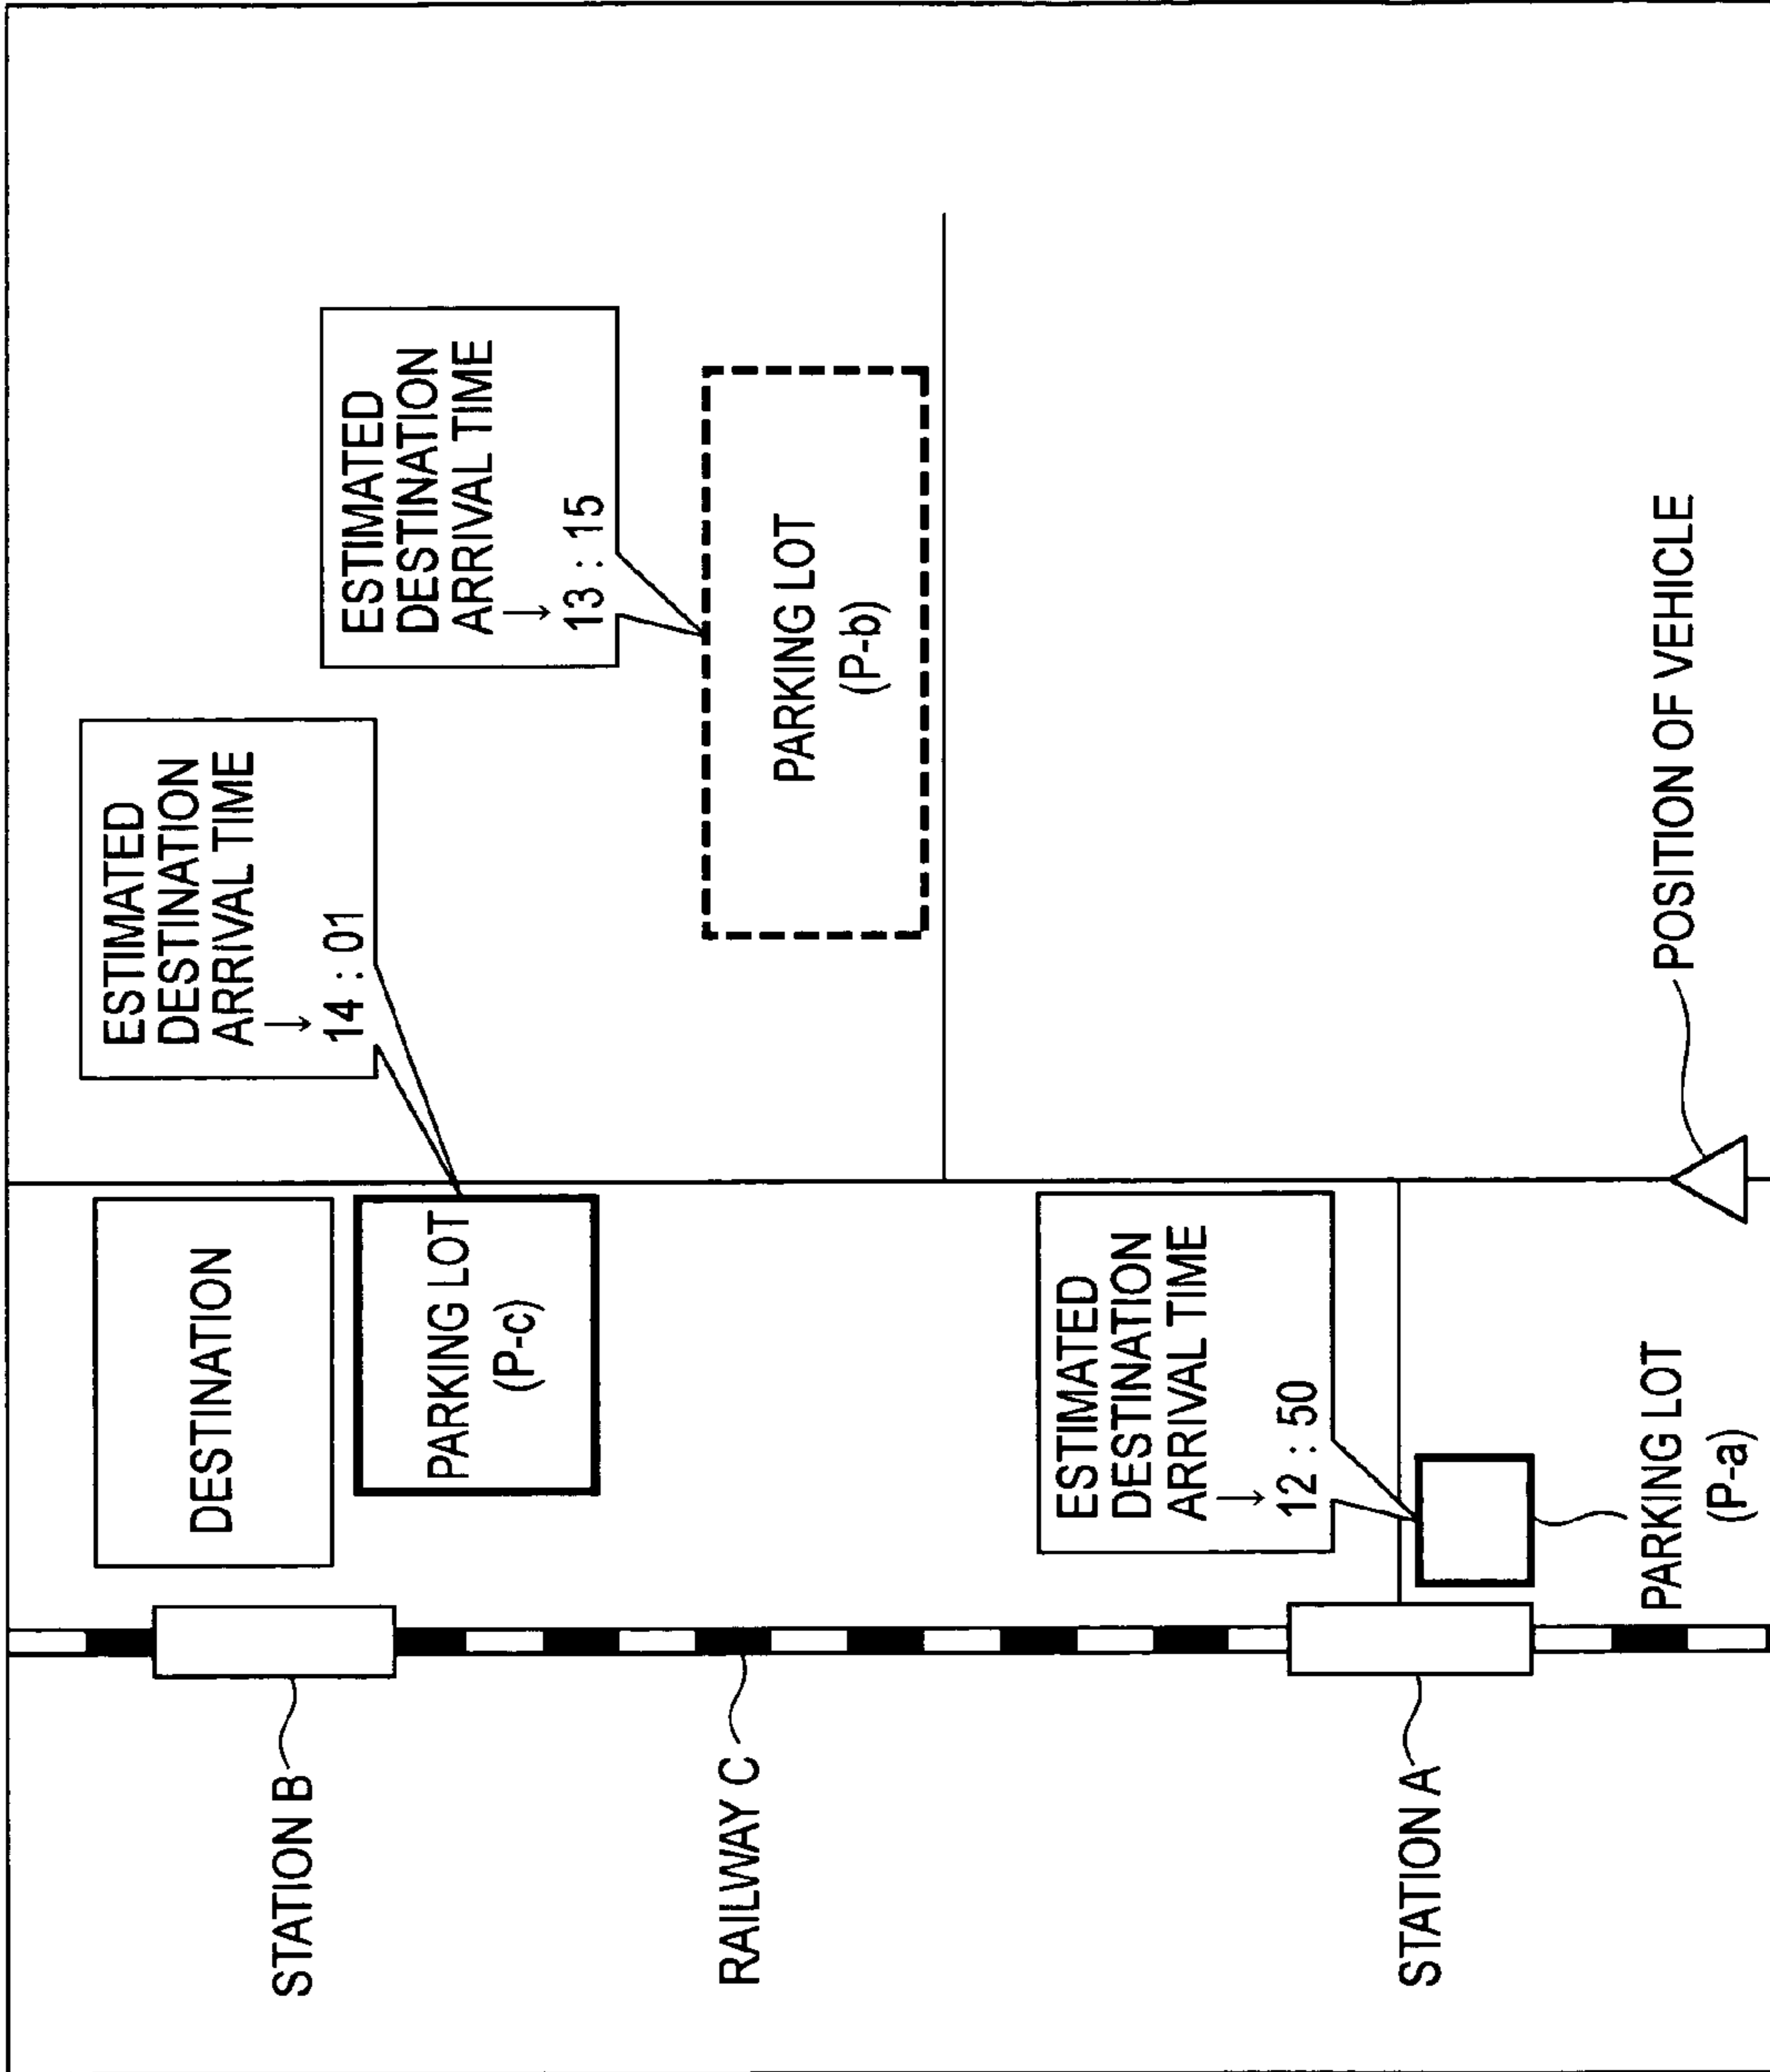 DESTINATION
PARKING LOT
(P-c)
ESTIMATED
DESTINATION
ARRIVAL TIME
→ 14 : 01
ESTIMATED
DESTINATION
ARRIVAL TIME
→ 13 : 15
PARKING LOT
(P-b)
STATION B
RAILWAY C
STATION A
ESTIMATED
DESTINATION
ARRIVAL TIME
→ 12 : 50
PARKING LOT
(P-a)
POSITION OF VEHICLE